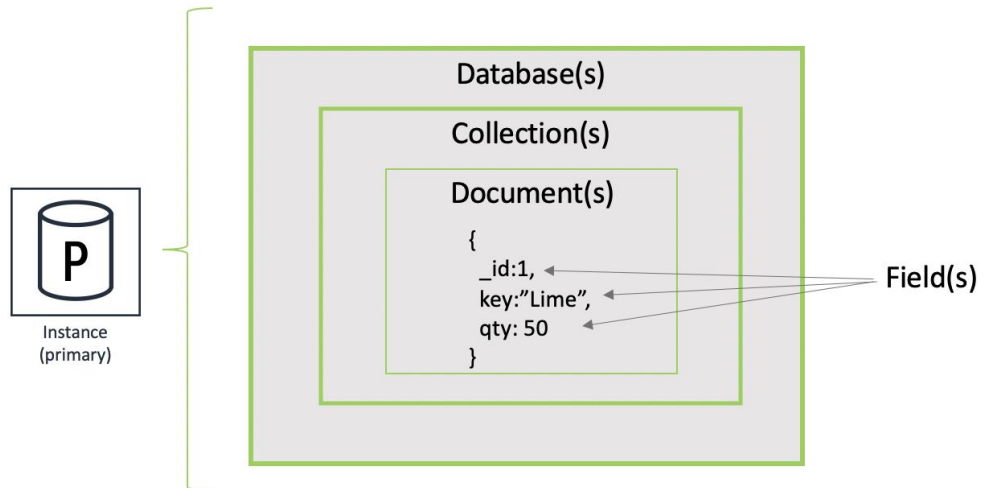 Database(s)
Collection(s)
Document(s)
{
_id:1,
key:”Lime”,
qty: 50
}
Field(s)
P
Instance
(primary)